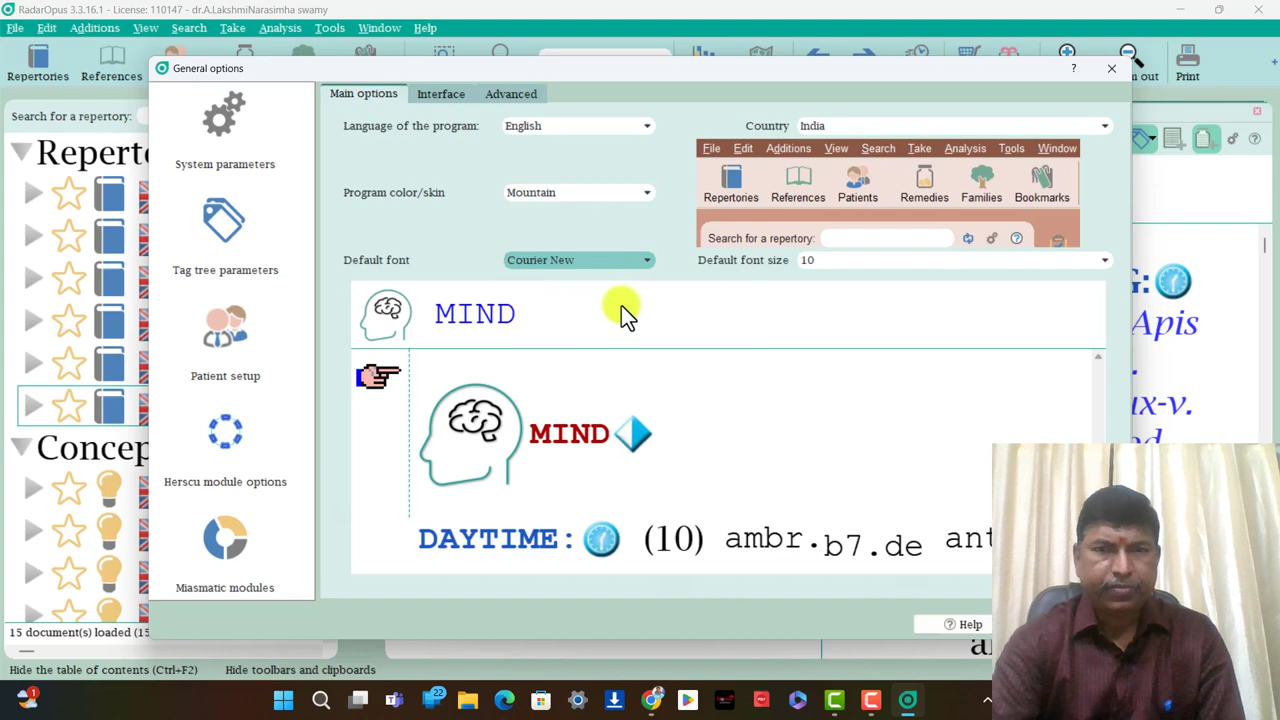 RadarOpus 3.3.16.1 - License: 110147 - dr.A.LakshmiNarasimha swamy
File Edit Additions View Search Take Analysis Tools Window Help
Repertories References
out Print
General options
?
Main options Interface Advanced
Search for a repertory:
Language of the program: English Country India
File Edit Additions View Search Take Analysis Tools Window
System parameters
Program color/skin Mountain
Repertories References Patients Remedies Families Bookmarks
Search for a repertory:
Default font Courier New Default font size 10
Tag tree parameters
Patient setup
Herscu module options
Miasmatic modules
MIND
MIND
DAYTIME: (10) ambr.b7.de
G:
Apis
ux-v.
Help
15 document(s) loaded (15
Hide the table of contents (Ctrl+F2) Hide toolbars and clipboards
1
22